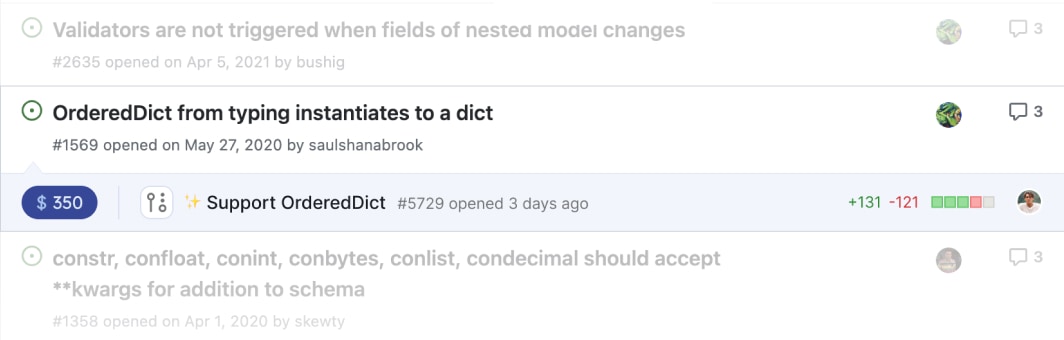 Validators are not triggered when fields of nested model changes
3
#2635 opened on Apr 5, 2021 by bushig
OrderedDict from typing instantiates to a dict
3
#1569 opened on May 27, 2020 by saulshanabrook
$ 350 ✨ Support OrderedDict #5729 opened 3 days ago +131 -121
constr, confloat, conint, conbytes, conlist, condecimal should accept
3
**kwargs for addition to schema
#1358 opened on Apr 1, 2020 by skewty